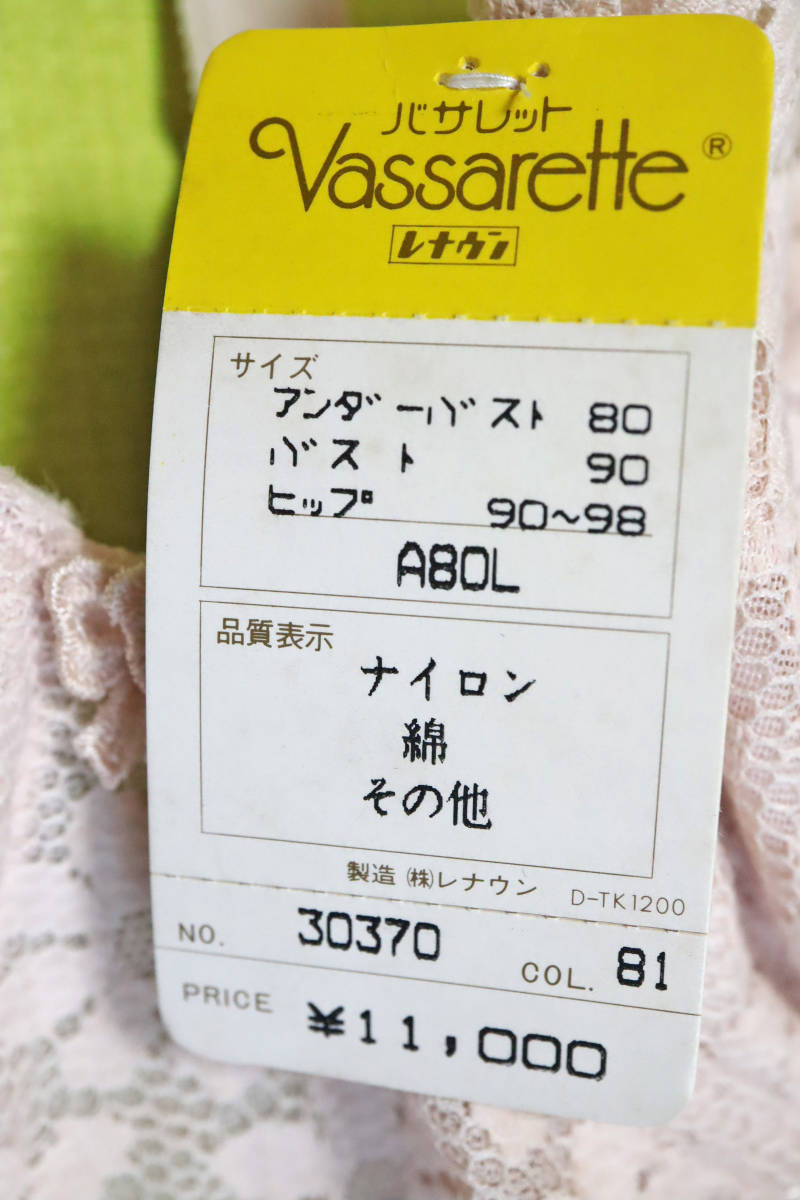 バサレット
Vassarette®
レナウン
サイズ
アンダーバスト 80
バスト 90
ヒップ 90~98
A80L
品質表示
ナイロン
綿
その他
製造 ㈱レナウン D-TK1200
NO. 30370 COL. 81
PRICE ¥11,000